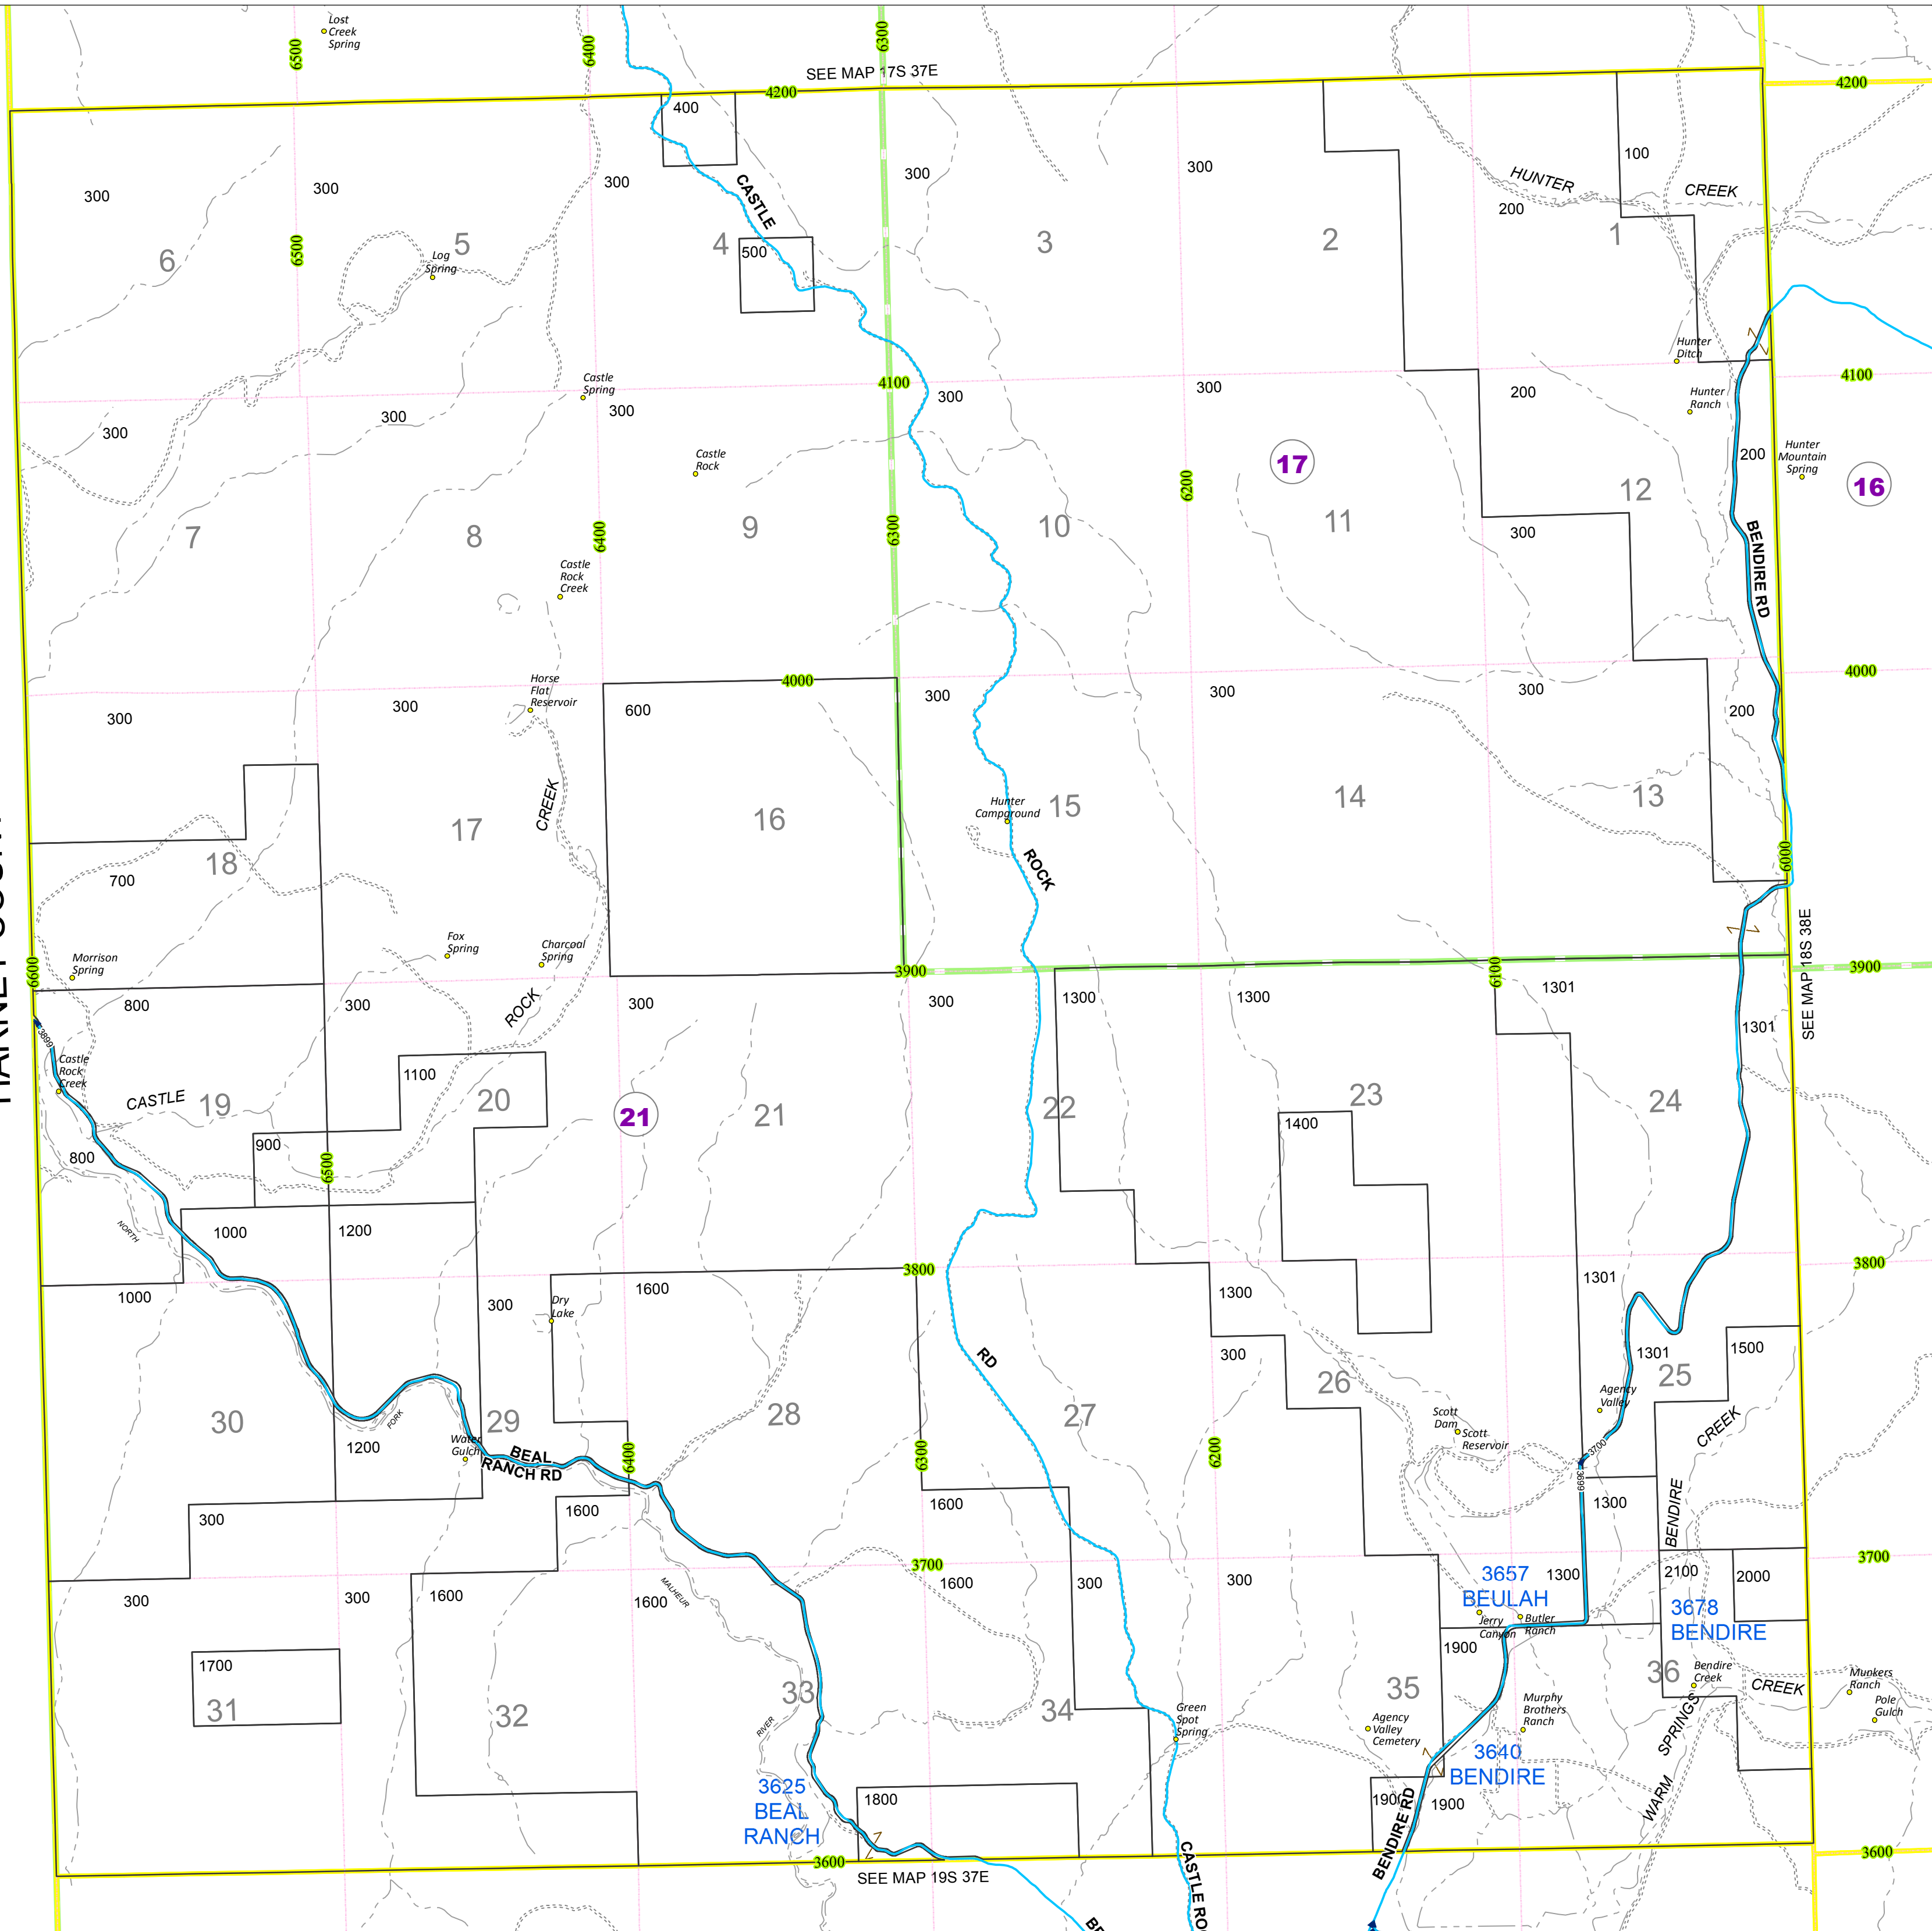 Lost
Creek
Spring
6500
6400
6300
SEE MAP 17S 37E
4200
4200
400
300
300
300
300
300
100
HUNTER
CREEK
200
CASTLE
6
5
4
3
2
1
6500
Log
Spring
500
Hunter
Ditch
4100
4100
Castle
Spring
300
300
300
300
300
200
Hunter
Ranch
Castle
Rock
17
200
Hunter
Mountain
Spring
16
6200
12
7
8
6400
9
6300
10
11
300
BENDIRE RD
Castle
Rock
Creek
4000
4000
Horse
Flat
Reservoir
300
300
600
300
300
300
200
CREEK
Hunter
Campground
18
17
16
15
14
13
700
ROCK
6000
SEE MAP 18S 38E
Fox
Spring
Charcoal
Spring
Morrison
Spring
6600
3900
6100
3900
800
300
ROCK
300
300
1300
1300
1301
1301
3899
Castle
Rock
Creek
CASTLE
19
1100
20
21
21
22
23
24
1400
900
800
6500
NORTH
1000
1200
3800
3800
1000
300
Dry
Lake
1600
1300
1301
RD
300
1301
1500
25
26
Agency
Valley
30
FORK
29
28
27
Scott
Dam
Scott
Reservoir
CREEK
1200
Water
Gulch
BEAL
RANCH RD
6400
6300
6200
3700
3699
300
1600
1600
1300
BENDIRE
3700
3700
300
300
1600
MALHEUR
1600
1600
300
300
3657
BEULAH
1300
2100
2000
3678
BENDIRE
Jerry
Canyon
Butler
Ranch
1900
1700
31
32
33
RIVER
34
35
36
Bendire
Creek
CREEK
Munkers
Ranch
Pole
Gulch
Green
Spot
Spring
Agency
Valley
Cemetery
Murphy
Brothers
Ranch
SPRINGS
WARM
3640
BENDIRE
3625
BEAL
RANCH
1800
1900
1900
BENDIRE RD
3600
3600
SEE MAP 19S 37E
CASTLE RO